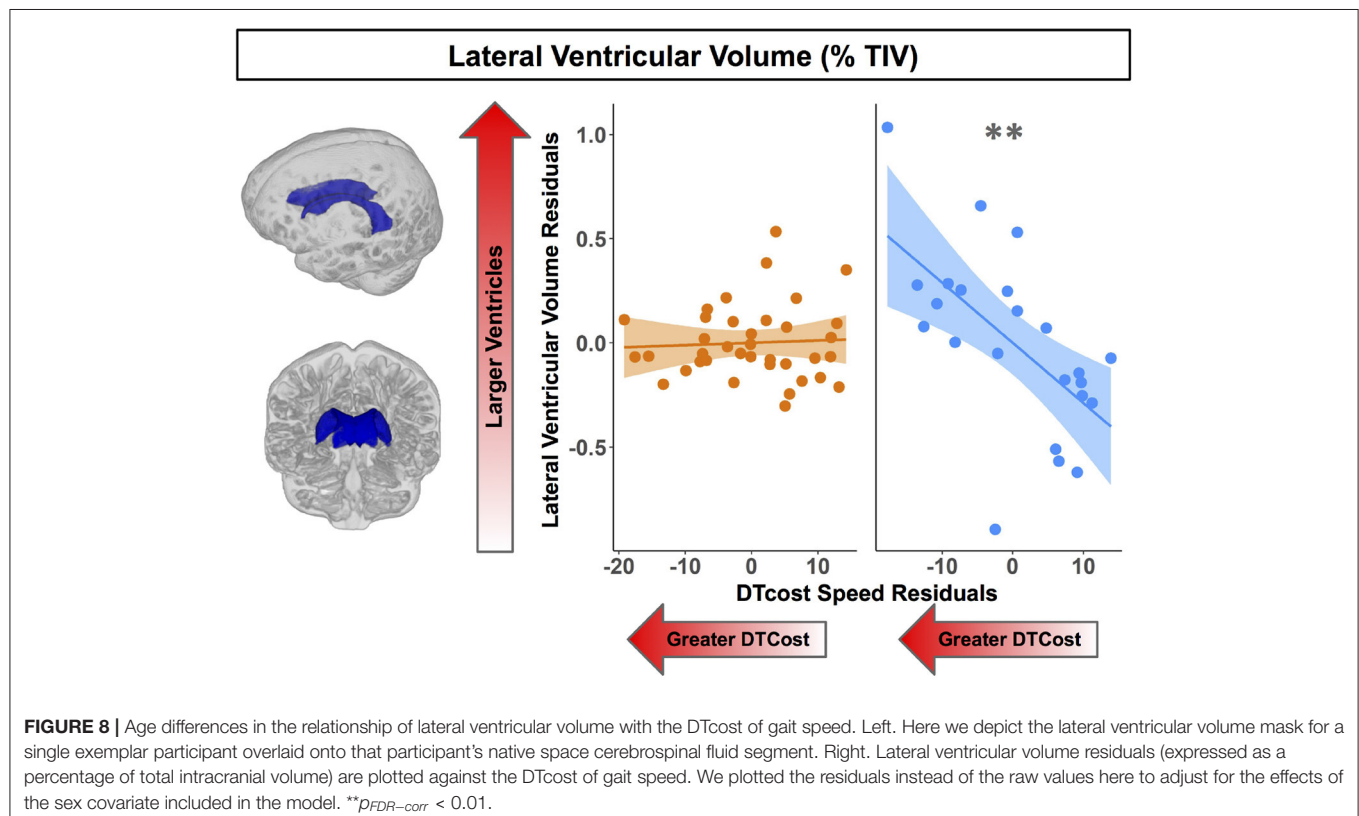 Lateral Ventricular Volume (% TIV)
Larger Ventricles
Lateral Ventricular Volume Residuals
1.0
0.5
0.0
-0.5
**
-20 -10 0 10
-10 0 10
DTcost Speed Residuals
Greater DTCost
Greater DTCost
FIGURE 8 | Age differences in the relationship of lateral ventricular volume with the DTcost of gait speed. Left. Here we depict the lateral ventricular volume mask for a
single exemplar participant overlaid onto that participant's native space cerebrospinal fluid segment. Right. Lateral ventricular volume residuals (expressed as a
percentage of total intracranial volume) are plotted against the DTcost of gait speed. We plotted the residuals instead of the raw values here to adjust for the effects of
the sex covariate included in the model. **pFDR−corr < 0.01.